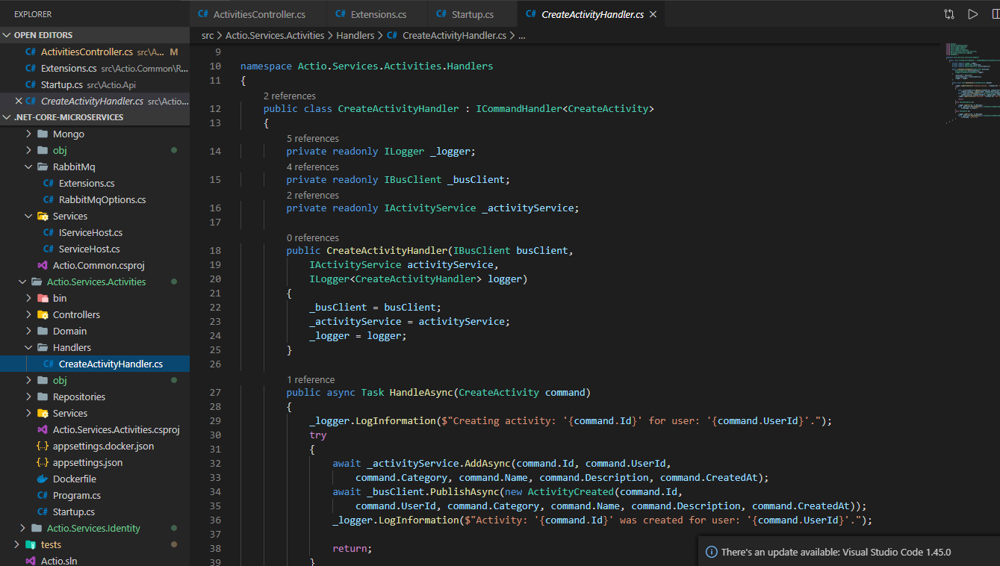 EXPLORER
OPEN EDITORS
C# ActivitiesController.cs src\A... M
C# Extensions.cs src\Actio.Common\R...
C# Startup.cs src\Actio.Api
C# CreateActivityHandler.cs src\Actio...
.NET-CORE-MICROSERVICES
Mongo
obj
RabbitMq
C# Extensions.cs
C# RabbitMqOptions.cs
Services
C# IServiceHost.cs
C# ServiceHost.cs
Actio.Common.csproj
Actio.Services.Activities
bin
Controllers
Domain
Handlers
C# CreateActivityHandler.cs
obj
Repositories
Services
Actio.Services.Activities.csproj
{..} appsettings.docker.json
{..} appsettings.json
Dockerfile
C# Program.cs
C# Startup.cs
Actio.Services.Identity
tests
Actio.sln
C# ActivitiesController.cs C# Extensions.cs C# Startup.cs C# CreateActivityHandler.cs
src > Actio.Services.Activities > Handlers > C# CreateActivityHandler.cs > ...
9
10 namespace Actio.Services.Activities.Handlers
11 {
2 references
12 public class CreateActivityHandler : ICommandHandler<CreateActivity>
13 {
5 references
14 private readonly ILogger _logger;
4 references
15 private readonly IBusClient _busClient;
2 references
16 private readonly IActivityService _activityService;
17
0 references
18 public CreateActivityHandler(IBusClient busClient,
19 IActivityService activityService,
20 ILogger<CreateActivityHandler> logger)
21 {
22 _busClient = busClient;
23 _activityService = activityService;
24 _logger = logger;
25 }
26
1 reference
27 public async Task HandleAsync(CreateActivity command)
28 {
29 _logger.LogInformation($"Creating activity: '{command.Id}' for user: '{command.UserId}'.");
30 try
31 {
32 await _activityService.AddAsync(command.Id, command.UserId,
33 command.Category, command.Name, command.Description, command.CreatedAt);
34 await _busClient.PublishAsync(new ActivityCreated(command.Id,
35 command.UserId, command.Category, command.Name, command.Description, command.CreatedAt));
36 _logger.LogInformation($"Activity: '{command.Id}' was created for user: '{command.UserId}'.");
37
38 return;
39 }
There's an update available: Visual Studio Code 1.45.0